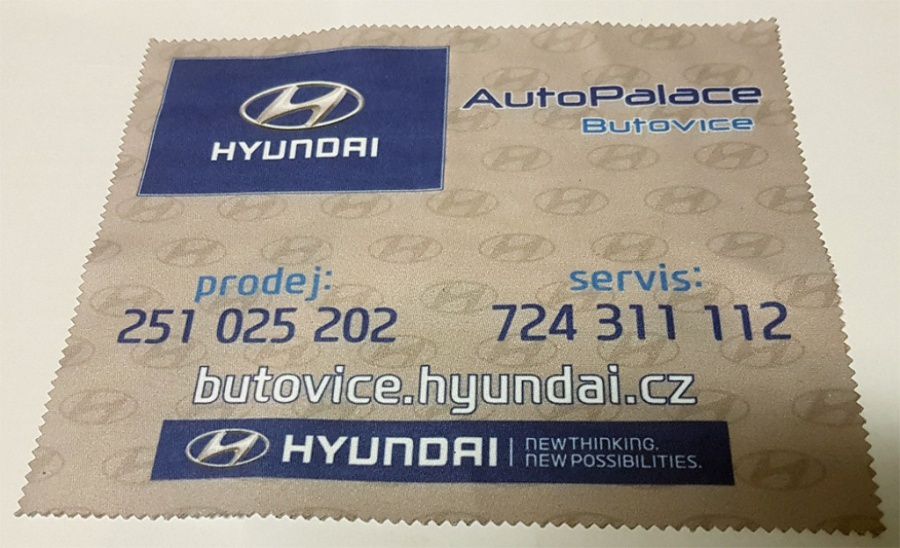 HYUNDAI
AutoPalace
Butovice
prodej:
251 025 202
servis:
724 311 112
butovice.hyundai.cz
HYUNDAI | NEW THINKING.
NEW POSSIBILITIES.